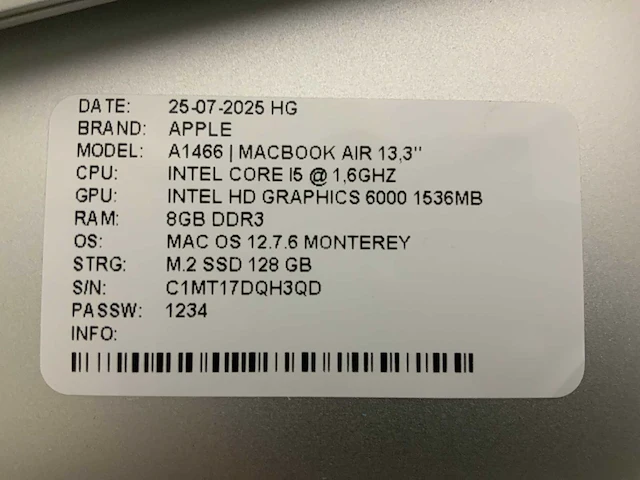 DATE: 25-07-2025 HG
BRAND: APPLE
MODEL: A1466 | MACBOOK AIR 13,3"
CPU: INTEL CORE I5 @ 1,6GHZ
GPU: INTEL HD GRAPHICS 6000 1536MB
RAM: 8GB DDR3
OS: MAC OS 12.7.6 MONTEREY
STRG: M.2 SSD 128 GB
S/N: C1MT17DQH3QD
PASSW: 1234
INFO: